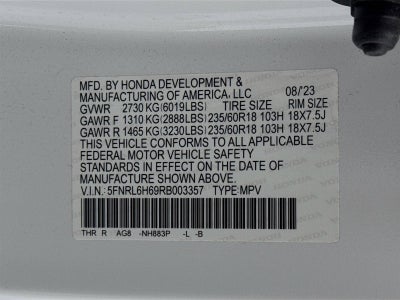 MFD. BY HONDA DEVELOPMENT &
MANUFACTURING OF AMERICA, LLC 08/23
GVWR 2730 KG (6019LBS) TIRE SIZE RIM SIZE
GAWR F 1310 KG (2888LBS) 235/60R18 103H 18X7.5J
GAWR R 1465 KG (3230LBS) 235/60R18 103H 18X7.5J
THIS VEHICLE CONFORMS TO ALL APPLICABLE
FEDERAL MOTOR VEHICLE SAFETY
STANDARDS IN EFFECT ON THE DATE OF
MANUFACTURE SHOWN ABOVE.
V.I.N: 5FNRL6H69RB003357 TYPE: MPV
THR R AG8 -NH883P -L -B